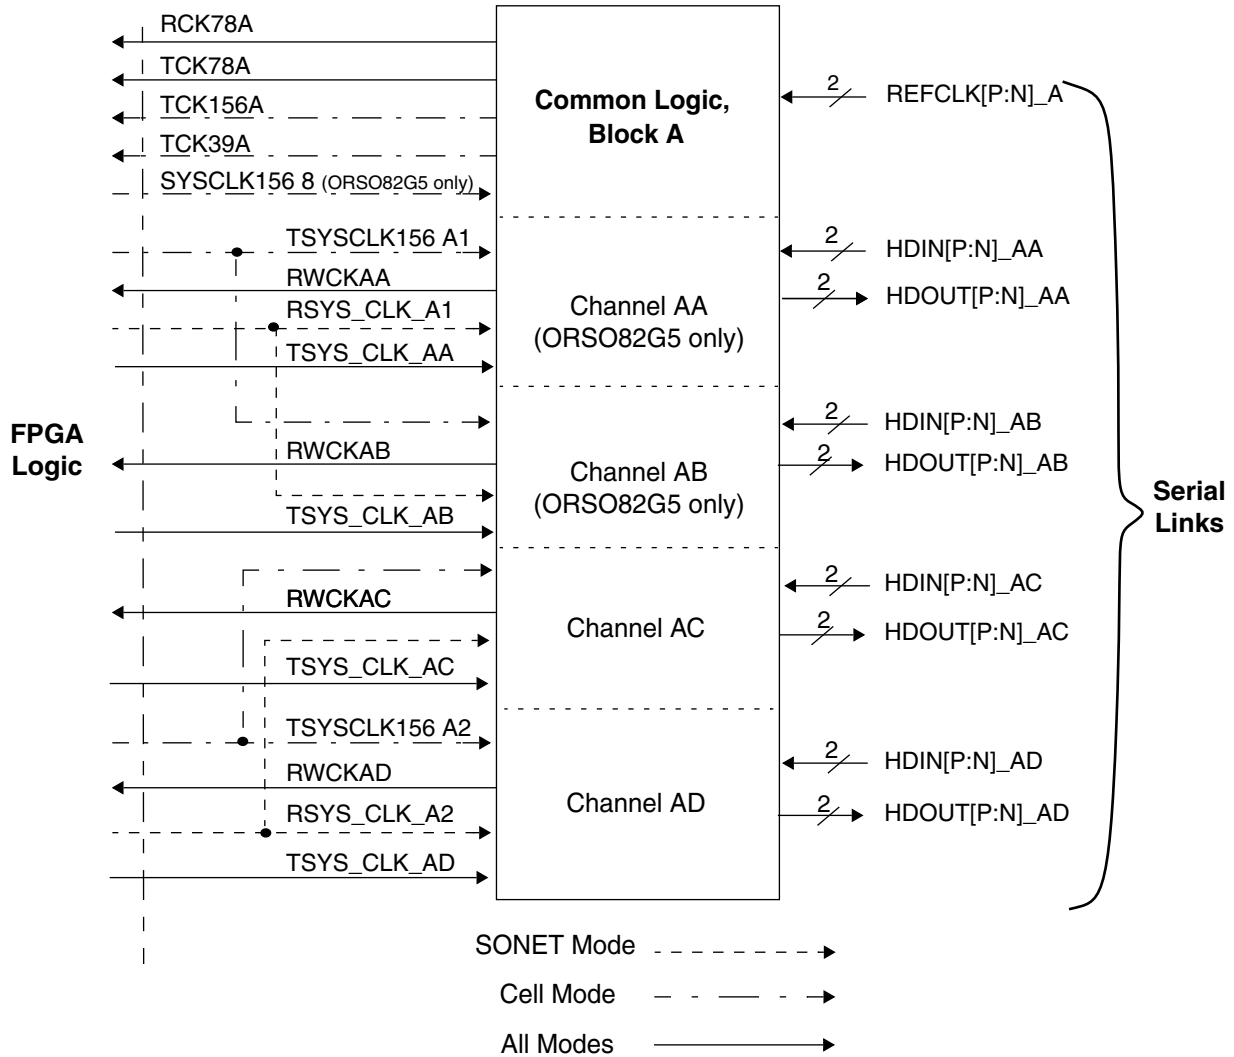 RCK78A
TCK78A
TCK156A
TCK39A
SYSCLK156 8 (ORSO82G5 only)
TSYSCLK156 A1
RWCKAA
RSYS_CLK_A1
TSYS_CLK_AA
RWCKAB
TSYS_CLK_AB
RWCKAC
TSYS_CLK_AC
TSYSCLK156 A2
RWCKAD
RSYS_CLK_A2
TSYS_CLK_AD
FPGA
Logic
Common Logic,
Block A
Channel AA
(ORSO82G5 only)
Channel AB
(ORSO82G5 only)
Channel AC
Channel AD
2 REFCLK[P:N]_A
2 HDIN[P:N]_AA
2 HDOUT[P:N]_AA
2 HDIN[P:N]_AB
2 HDOUT[P:N]_AB
2 HDIN[P:N]_AC
2 HDOUT[P:N]_AC
2 HDIN[P:N]_AD
2 HDOUT[P:N]_AD
Serial
Links
SONET Mode
Cell Mode
All Modes